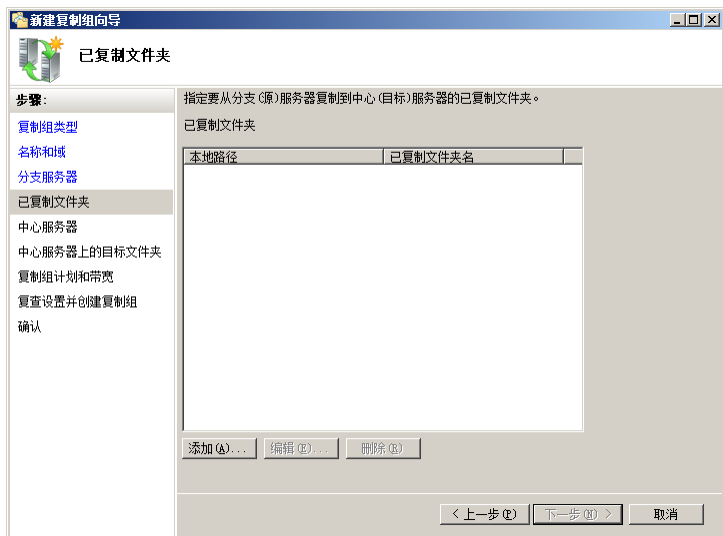 新建复制组向导
已复制文件夹
步骤:
复制组类型
名称和域
分支服务器
已复制文件夹
中心服务器
中心服务器上的目标文件夹
复制组计划和带宽
复查设置并创建复制组
确认
指定要从分支(原)服务器复制到中心(目标)服务器的已复制文件夹。
已复制文件夹
本地路径 已复制文件夹名
添加(A)... 编辑(E)... 删除(R)
< 上一步(P) 下一步(N) > 取消